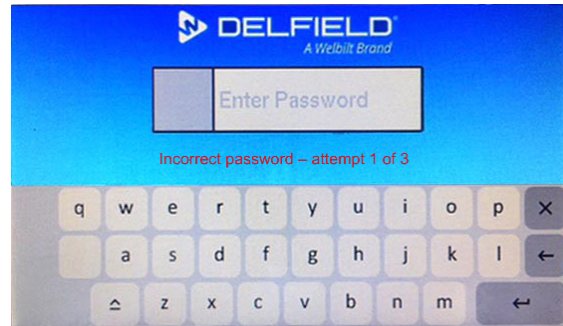 DELFIELD®
A Welbilt Brand
Enter Password
Incorrect password – attempt 1 of 3
q w e r t y u i o p
a s d f g h j k l
z x c v b n m